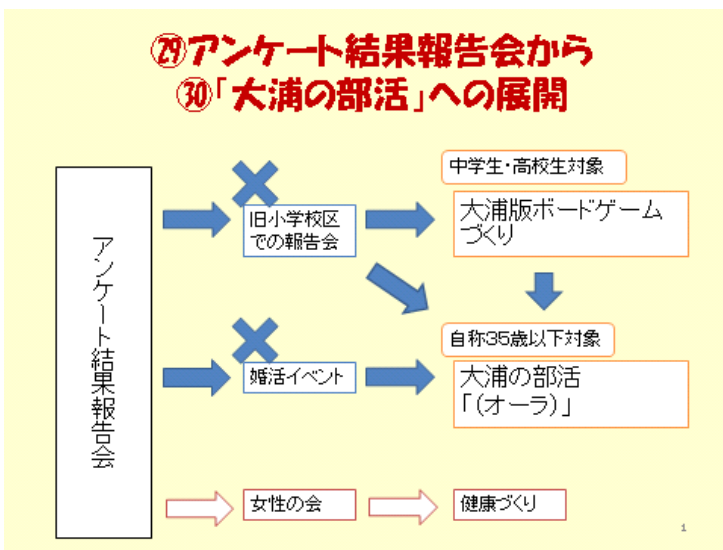 ㉙アンケート結果報告会から
㉚「大浦の部活」への展開
アンケート結果報告会
旧小学校区
での報告会
中学生・高校生対象
大浦版ボードゲーム
づくり
婚活イベント
自称35歳以下対象
大浦の部活
「(オーラ)」
女性の会
健康づくり
1